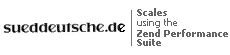 sueddeutsche.de
Scales
using the
Zend Performance
Suite